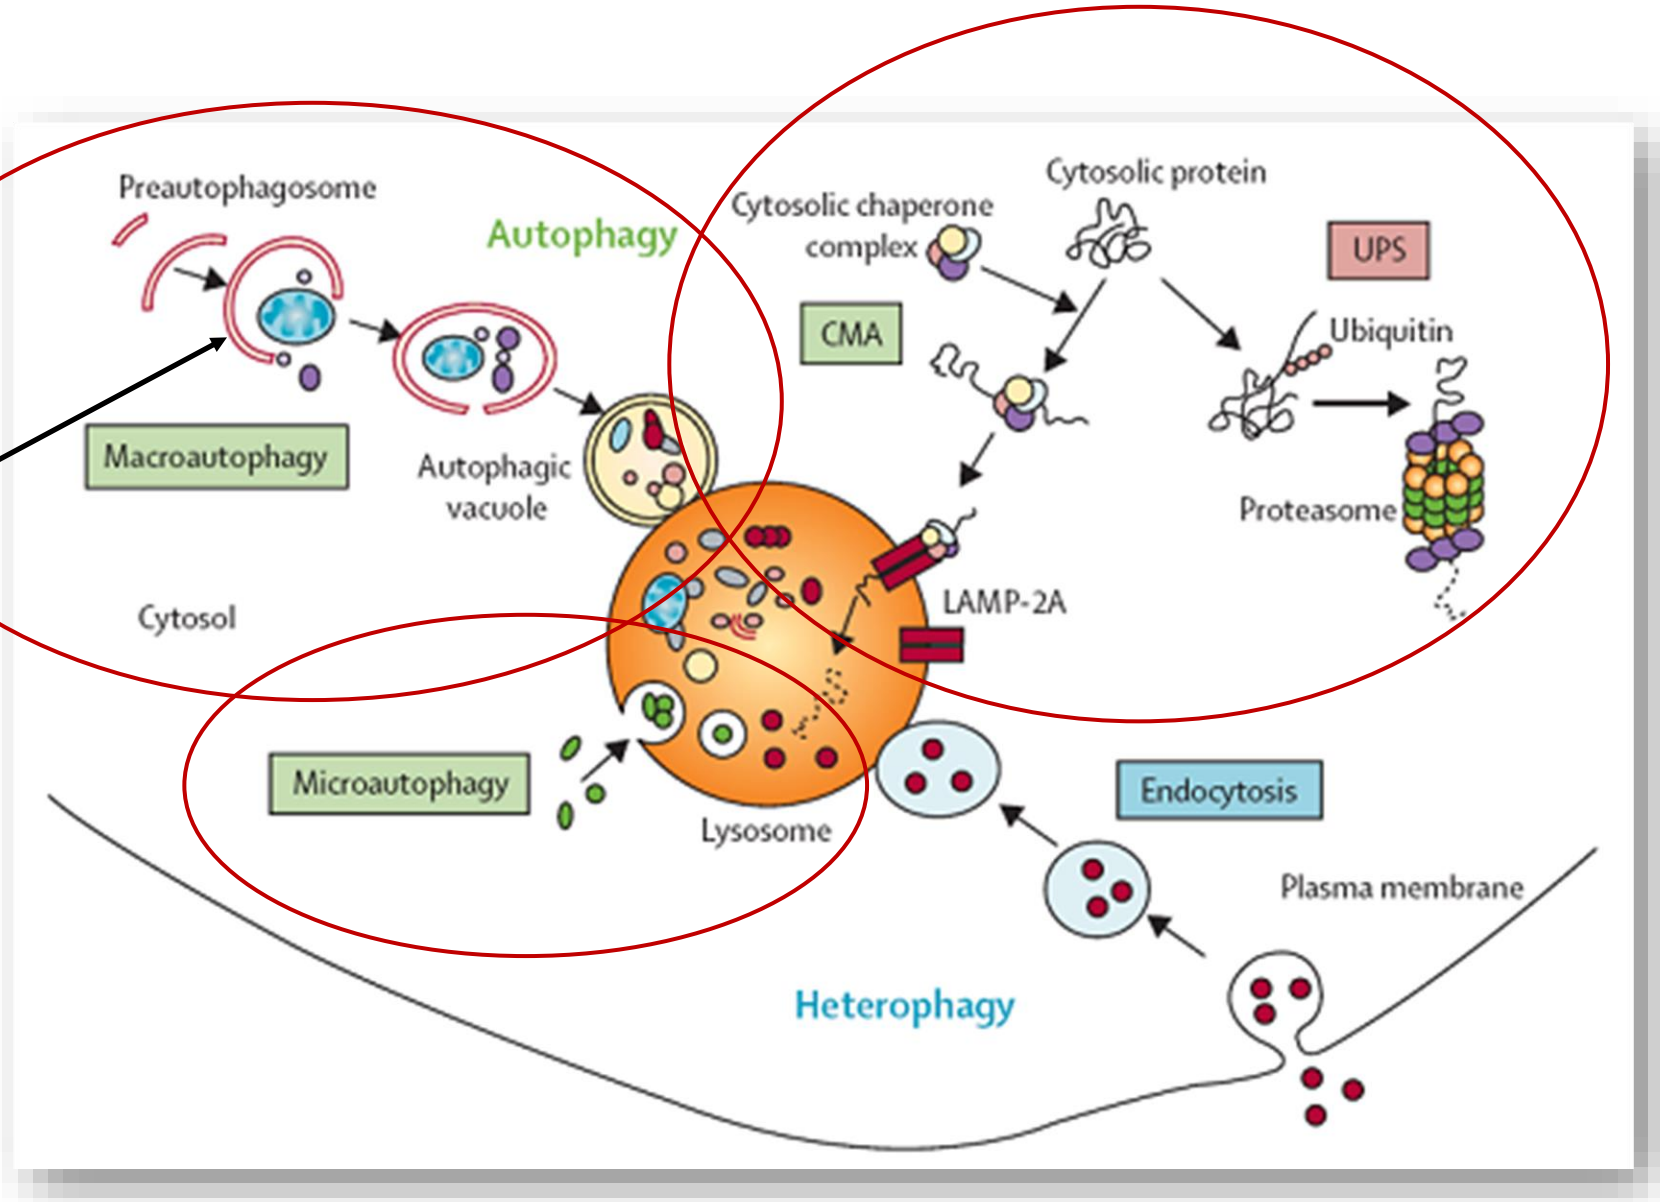 Preautophagosome
Autophagy
Cytosolic chaperone
complex
Cytosolic protein
UPS
CMA
Ubiquitin
Macroautophagy
Autophagic
vacuole
Proteasome
LAMP-2A
Cytosol
Microautophagy
Lysosome
Endocytosis
Plasma membrane
Heterophagy